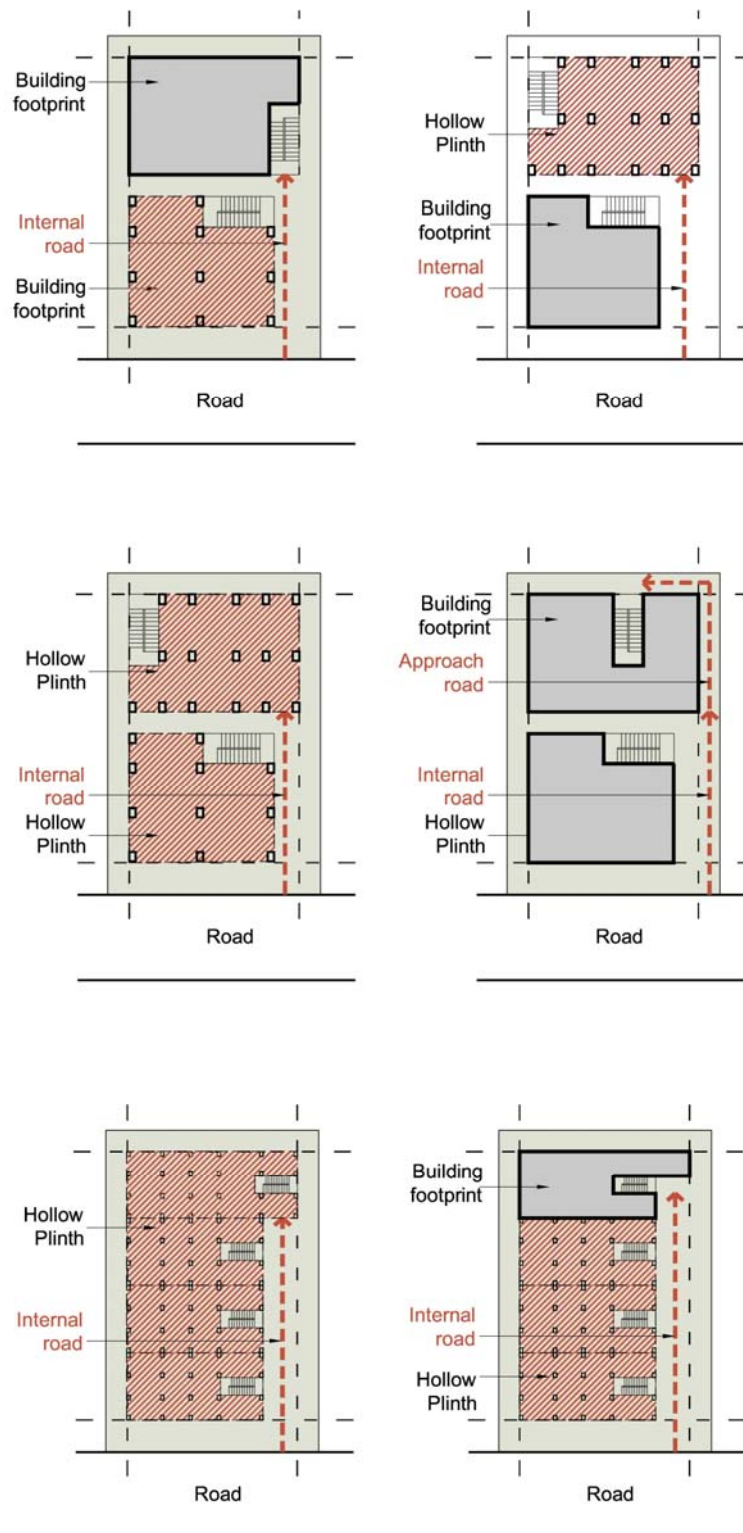 Building
footprint
Internal
road
Building
footprint
Road
Hollow
Plinth
Building
footprint
Internal
road
Road
Hollow
Plinth
Internal
road
Hollow
Plinth
Road
Building
footprint
Approach
road
Internal
road
Hollow
Plinth
Road
Hollow
Plinth
Internal
road
Road
Building
footprint
Internal
road
Hollow
Plinth
Road